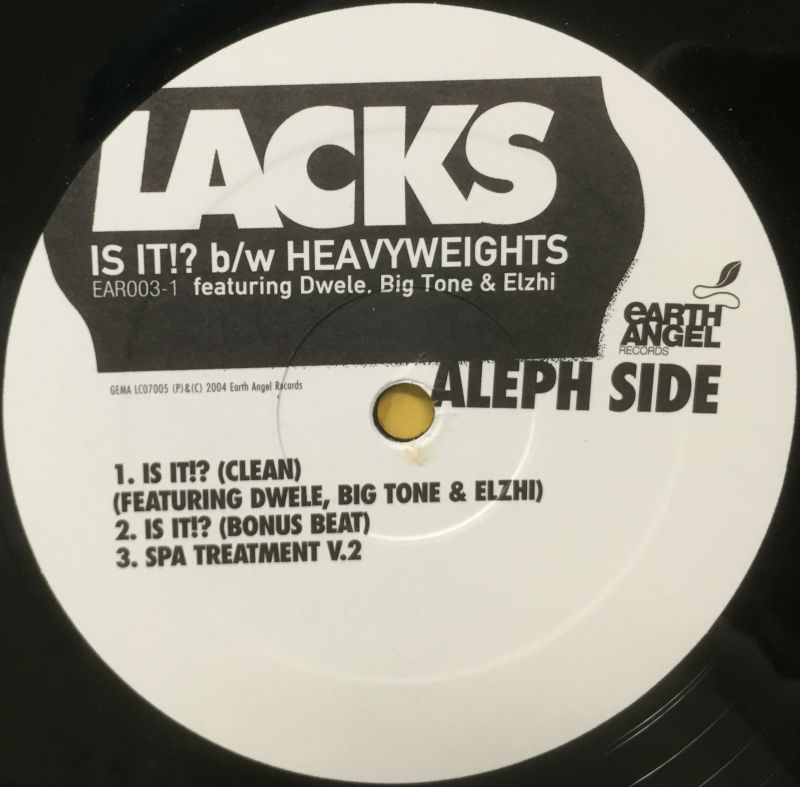 LACKS
IS IT!? b/w HEAVYWEIGHTS
EAR003-1 featuring Dwele, Big Tone & Elzhi
EARTH
ANGEL
RECORDS
ALEPH SIDE
GEMA LC07005 (P)&(C) 2004 Earth Angel Records
1. IS IT!? (CLEAN)
(FEATURING DWELE, BIG TONE & ELZHI)
2. IS IT!? (BONUS BEAT)
3. SPA TREATMENT V.2